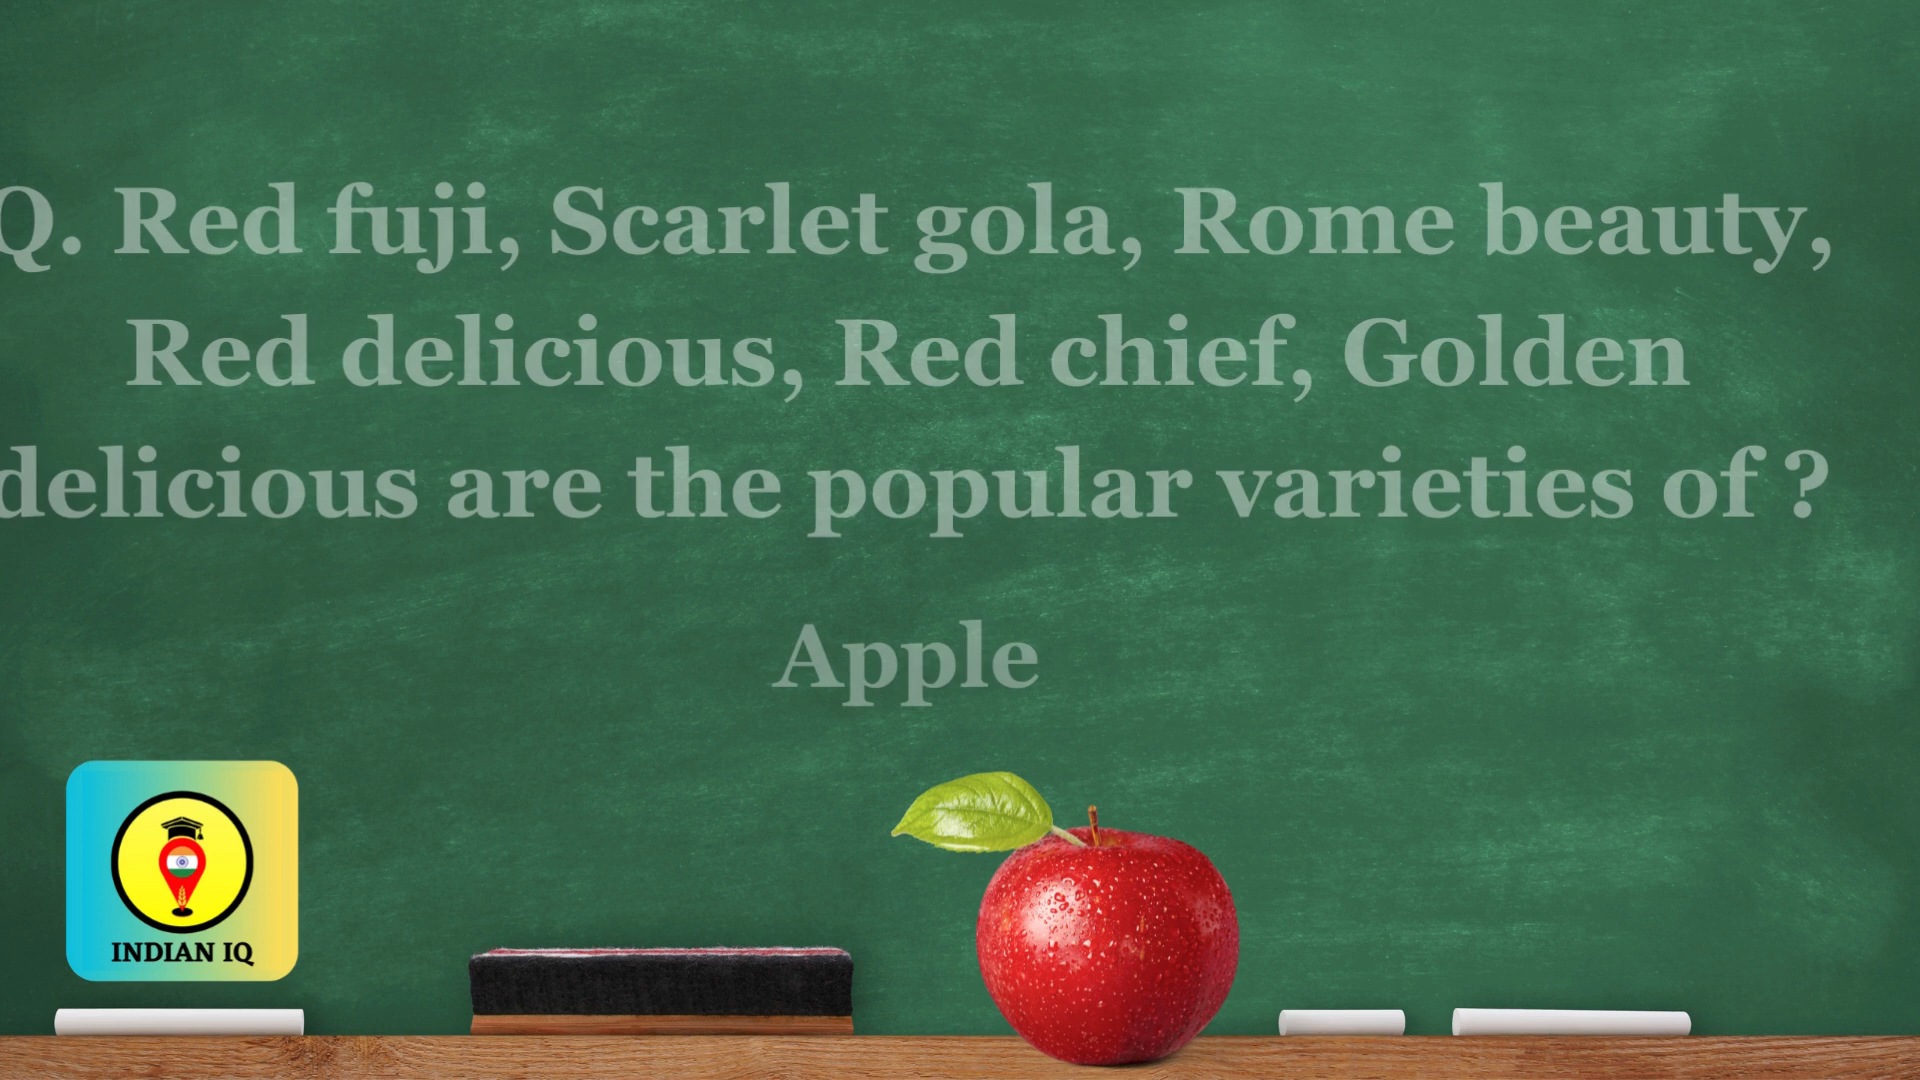 Q. Red fuji, Scarlet gola, Rome beauty,
Red delicious, Red chief, Golden
delicious are the popular varieties of ?
Apple
INDIAN IQ